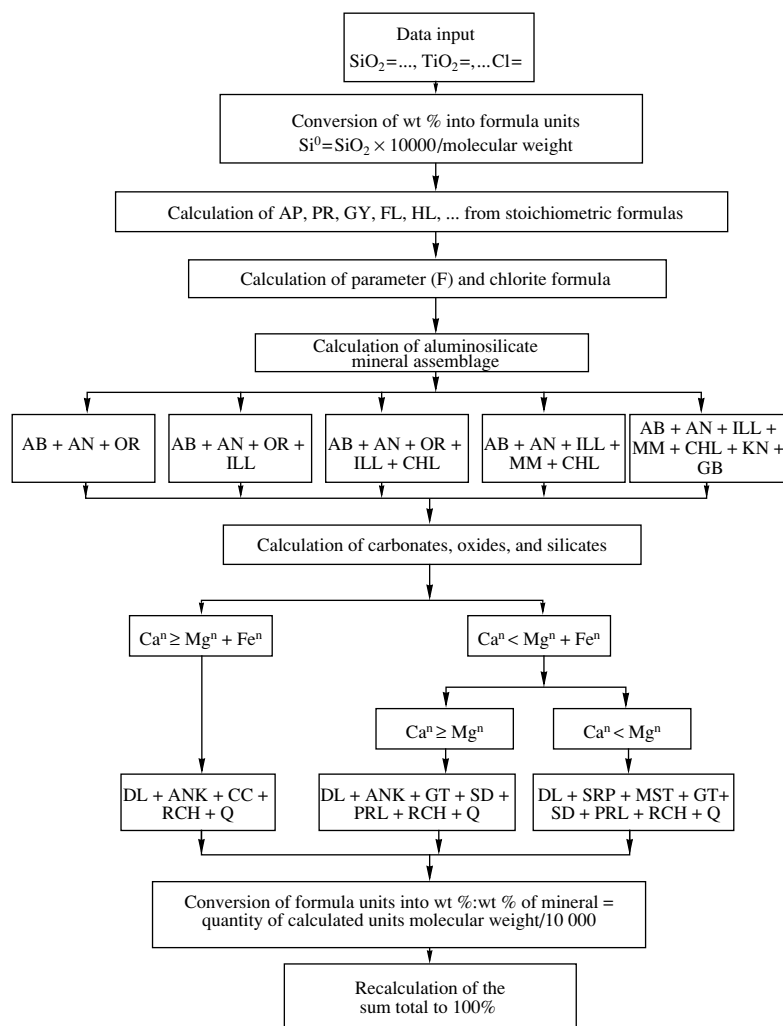 Data input
SiO₂=..., TiO₂=,...Cl=
Conversion of wt % into formula units
Si⁰=SiO₂ × 10000/molecular weight
Calculation of AP, PR, GY, FL, HL, ... from stoichiometric formulas
Calculation of parameter (F) and chlorite formula
Calculation of aluminosilicate
mineral assemblage
AB + AN + OR
AB + AN + OR +
ILL
AB + AN + OR +
ILL + CHL
AB + AN + ILL +
MM + CHL
AB + AN + ILL +
MM + CHL + KN +
GB
Calculation of carbonates, oxides, and silicates
Caⁿ ≥ Mgⁿ + Feⁿ
Caⁿ < Mgⁿ + Feⁿ
Caⁿ ≥ Mgⁿ
Caⁿ < Mgⁿ
DL + ANK + CC +
RCH + Q
DL + ANK + GT + SD +
PRL + RCH + Q
DL + SRP + MST + GT+
SD + PRL + RCH + Q
Conversion of formula units into wt %:wt % of mineral =
quantity of calculated units molecular weight/10 000
Recalculation of the
sum total to 100%